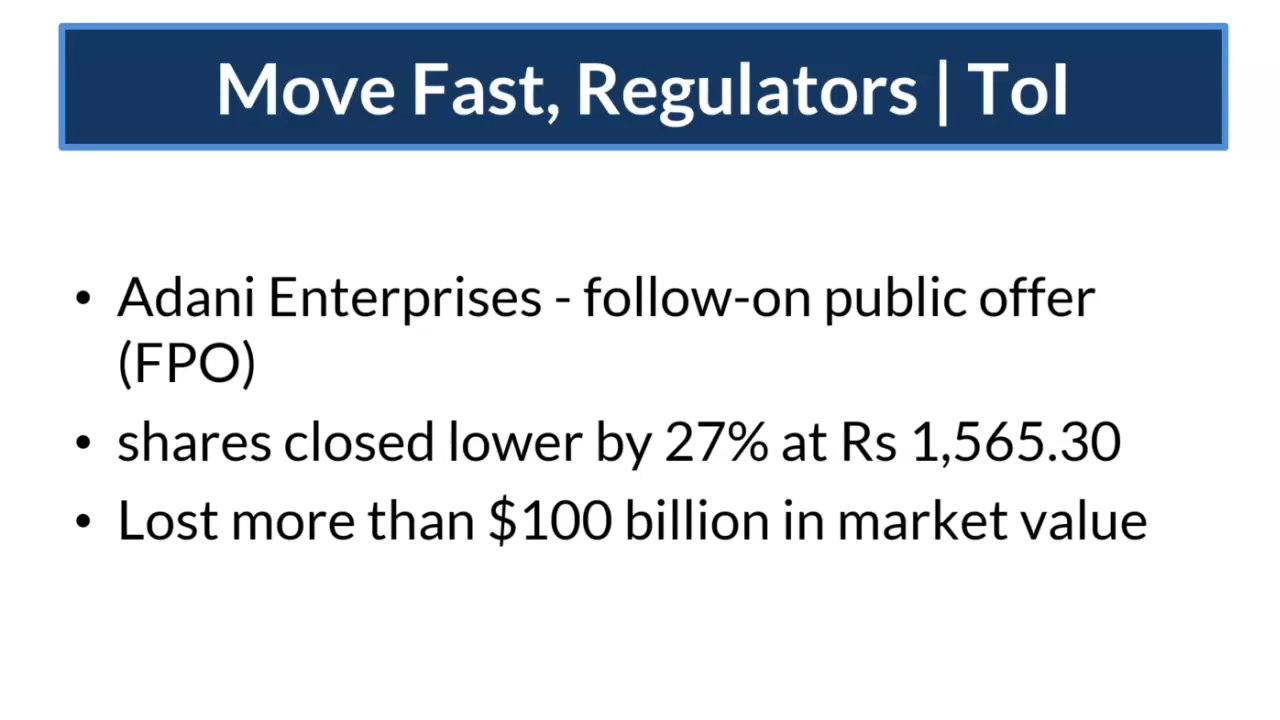 Move Fast, Regulators | ToI
• Adani Enterprises - follow-on public offer
(FPO)
• shares closed lower by 27% at Rs 1,565.30
• Lost more than $100 billion in market value